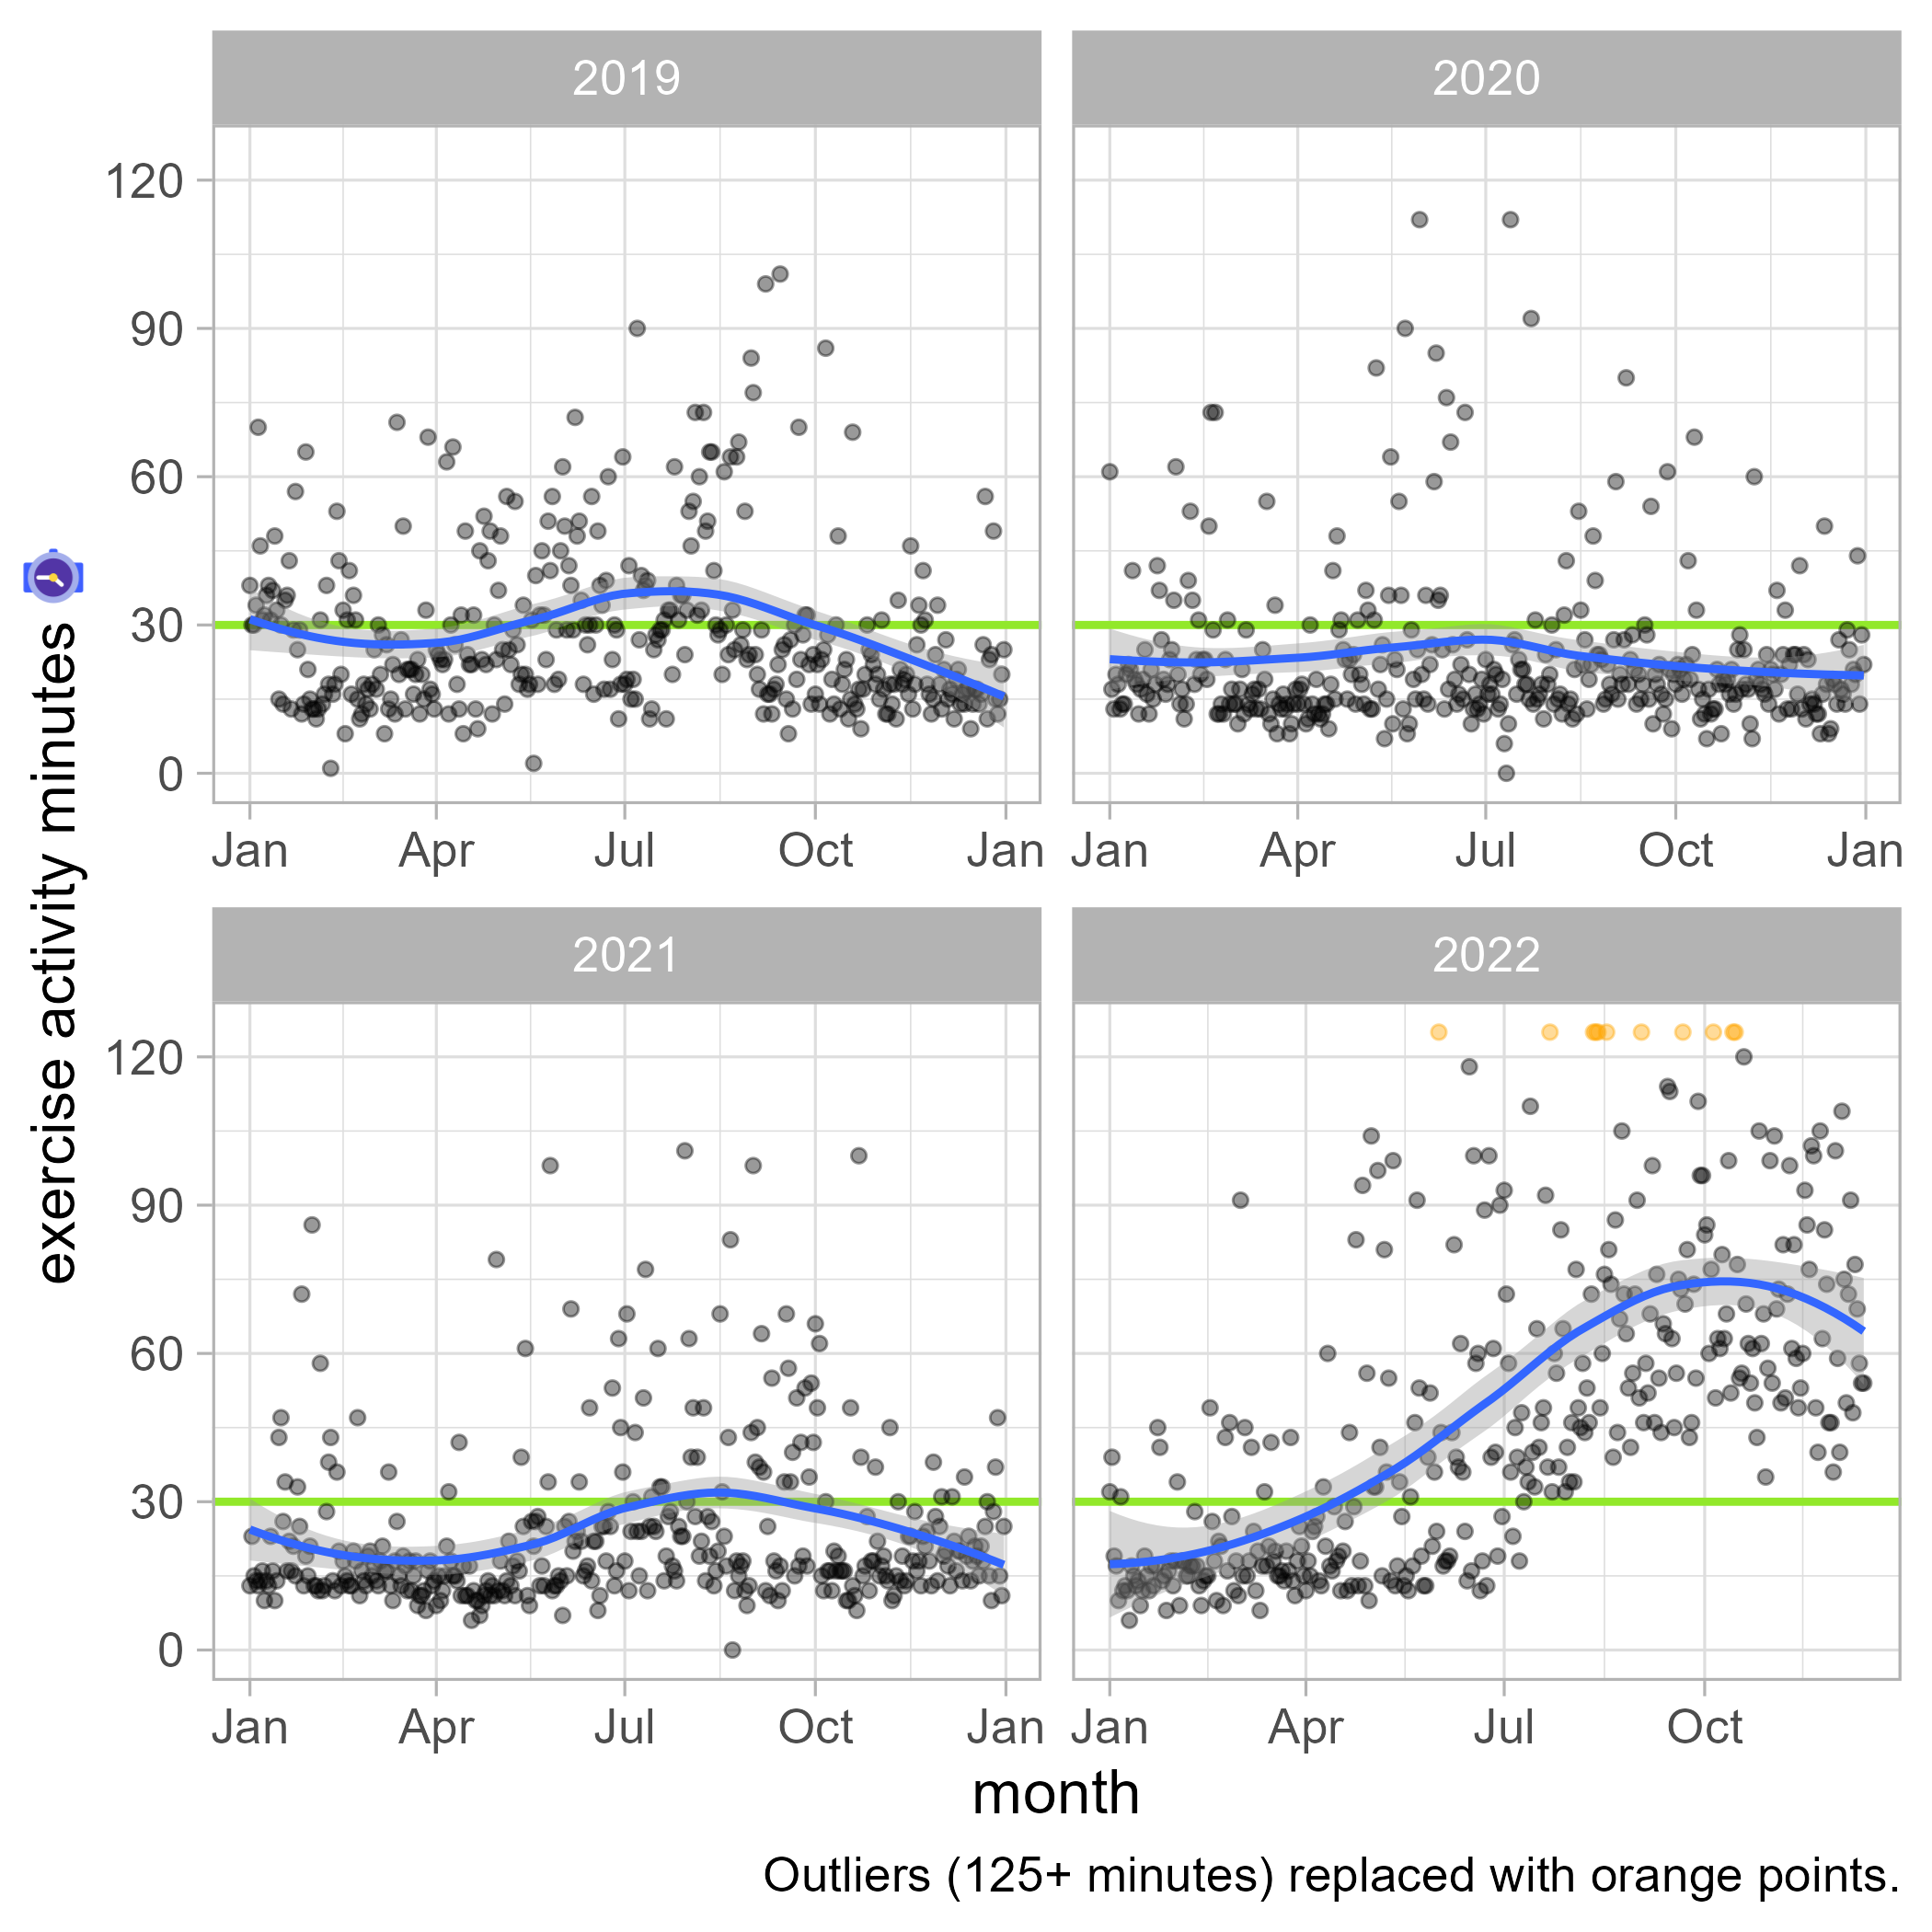 2019
2020
120
90
60
30
0
Jan Apr Jul Oct Jan
Jan Apr Jul Oct Jan
exercise activity minutes
2021
2022
120
90
60
30
0
Jan Apr Jul Oct Jan
Jan Apr Jul Oct
month
Outliers (125+ minutes) replaced with orange points.